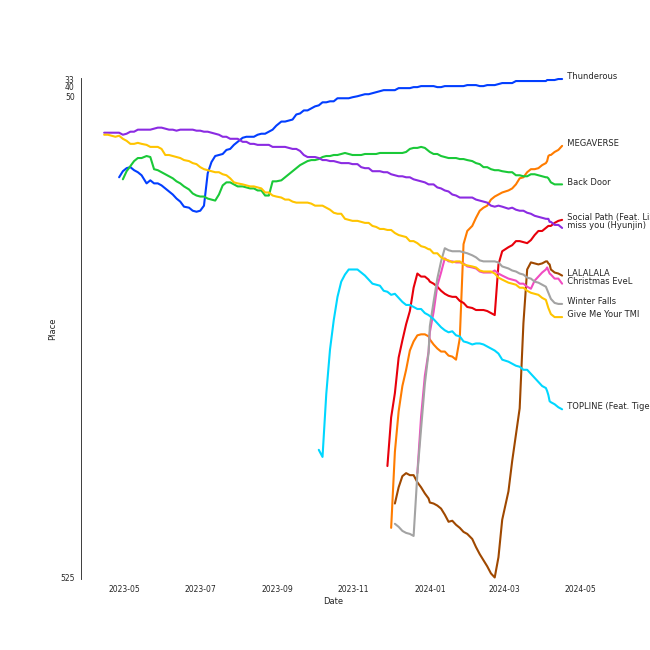 33
40
50
525
Place
Thunderous
MEGAVERSE
Back Door
Social Path (Feat. Li
miss you (Hyunjin)
LALALALA
Christmas EveL
Winter Falls
Give Me Your TMI
TOPLINE (Feat. Tige
2023-05 2023-07 2023-09 2023-11 2024-01 2024-03 2024-05
Date